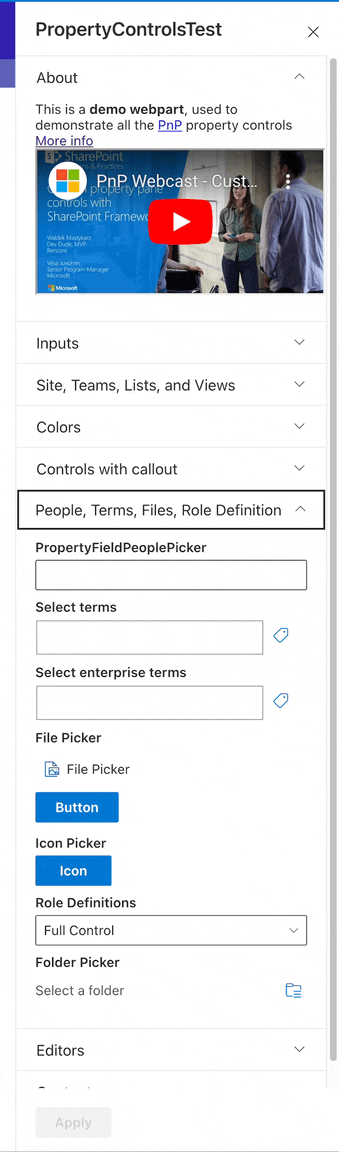 PropertyControlsTest
About
This is a demo webpart, used to
demonstrate all the PnP property controls
More info
SharePoint
PnP Webcast - Cust...
property pane
controls with
SharePoint Framew
Waldek Mastykarz
Dev Dude, MVP
Rencore
Vesa Juvonen
Senior Program Manager
Microsoft
Microsoft
Inputs
Site, Teams, Lists, and Views
Colors
Controls with callout
People, Terms, Files, Role Definition
PropertyFieldPeoplePicker
Select terms
Select enterprise terms
File Picker
File Picker
Button
Icon Picker
Icon
Role Definitions
Full Control
Folder Picker
Select a folder
Editors
Apply